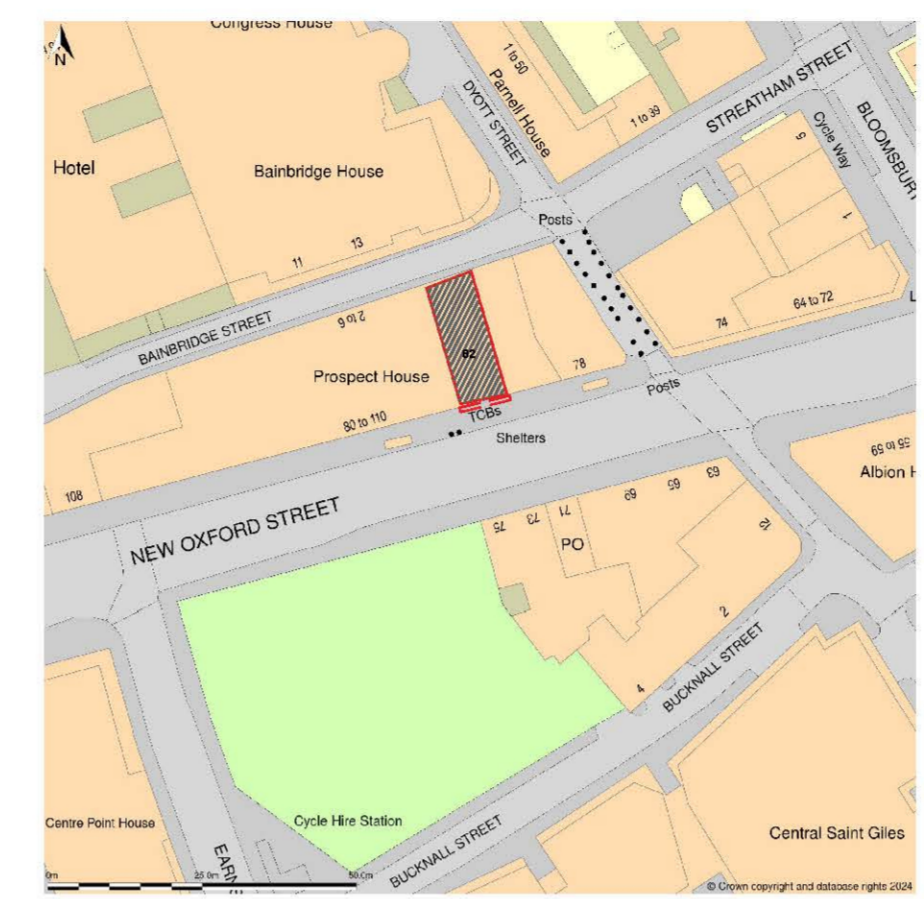 Congress House
N
1 to 50
Parnell House
DYOTT STREET
1 to 39
STREATHAM STREET
Cycle Way
BLOOMSBURY
Hotel
Bainbridge House
Posts
9
1
11
13
BAINBRIDGE STREET
2 to 6
82
Prospect House
78
74
64 to 72
L
80 to 110
TCBs
Posts
Shelters
108
NEW OXFORD STREET
75
73
71
69
65
63
PO
12
55 to 59
Albion H
2
4
BUCKNALL STREET
Centre Point House
Cycle Hire Station
EARN
BUCKNALL STREET
Central Saint Giles
0m
25.0m
50.0m
© Crown copyright and database rights 2024